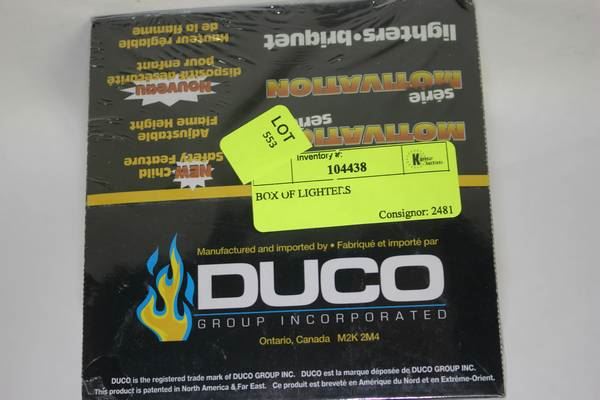 lighters•briquet
Hauteur réglable
de la flamme
série
MOTIVATION
Nouveau
dispositif de sécurité
pour enfant
MOTIVATION
série
Adjustable
Flame Height
NEW Child
Safety Feature
LOT
553
Inventory #:
104438
BOX OF LIGHTERS
Consignor: 2481
Manufactured and imported by • Fabriqué et importé par
DUCO
GROUP INCORPORATED
Ontario, Canada M2K 2M4
DUCO is the registered trade mark of DUCO GROUP INC. DUCO est la marque déposée de DUCO GROUP INC.
This product is patented in North America & Far East. Ce produit est breveté en Amérique du Nord et en Extrême-Orient.